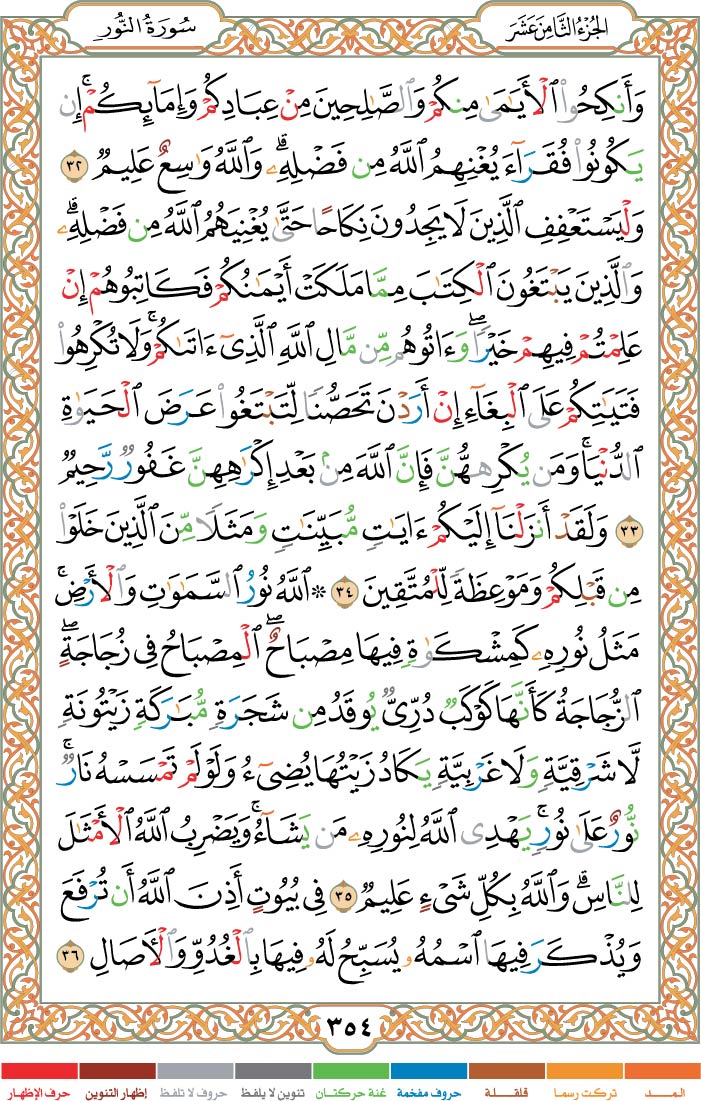 الجزء الثامن عشر
سورة النور
وَأَنكِحُوا۟ ٱلْأَيَـٰمَىٰ مِنكُمْ وَٱلصَّـٰلِحِينَ مِنْ عِبَادِكُمْ وَإِمَآئِكُمْ ۚ إِن
يَكُونُوا۟ فُقَرَآءَ يُغْنِهِمُ ٱللَّهُ مِن فَضْلِهِۦ ۗ وَٱللَّهُ وَٰسِعٌ عَلِيمٌ ٣٢
وَلْيَسْتَعْفِفِ ٱلَّذِينَ لَا يَجِدُونَ نِكَاحًا حَتَّىٰ يُغْنِيَهُمُ ٱللَّهُ مِن فَضْلِهِۦ ۗ
وَٱلَّذِينَ يَبْتَغُونَ ٱلْكِتَـٰبَ مِمَّا مَلَكَتْ أَيْمَـٰنُكُمْ فَكَاتِبُوهُمْ إِنْ
عَلِمْتُمْ فِيهِمْ خَيْرًا ۖ وَءَاتُوهُم مِّن مَّالِ ٱللَّهِ ٱلَّذِىٓ ءَاتَىٰكُمْ ۚ وَلَا تُكْرِهُوا۟
فَتَيَـٰتِكُمْ عَلَى ٱلْبِغَآءِ إِنْ أَرَدْنَ تَحَصُّنًا لِّتَبْتَغُوا۟ عَرَضَ ٱلْحَيَوٰةِ
ٱلدُّنْيَا ۚ وَمَن يُكْرِههُّنَّ فَإِنَّ ٱللَّهَ مِنۢ بَعْدِ إِكْرَٰهِهِنَّ غَفُورٌ رَّحِيمٌ
٣٣ وَلَقَدْ أَنزَلْنَآ إِلَيْكُمْ ءَايَـٰتٍ مُّبَيِّنَـٰتٍ وَمَثَلًا مِّنَ ٱلَّذِينَ خَلَوْا۟
مِن قَبْلِكُمْ وَمَوْعِظَةً لِّلْمُتَّقِينَ ٣٤ ۞ ٱللَّهُ نُورُ ٱلسَّمَـٰوَٰتِ وَٱلْأَرْضِ ۚ
مَثَلُ نُورِهِۦ كَمِشْكَوٰةٍ فِيهَا مِصْبَاحٌ ۖ ٱلْمِصْبَاحُ فِى زُجَاجَةٍ ۖ
ٱلزُّجَاجَةُ كَأَنَّهَا كَوْكَبٌ دُرِّىٌّ يُوقَدُ مِن شَجَرَةٍ مُّبَـٰرَكَةٍ زَيْتُونَةٍ
لَّا شَرْقِيَّةٍ وَلَا غَرْبِيَّةٍ يَكَادُ زَيْتُهَا يُضِىٓءُ وَلَوْ لَمْ تَمْسَسْهُ نَارٌ ۚ
نُّورٌ عَلَىٰ نُورٍ ۗ يَهْدِى ٱللَّهُ لِنُورِهِۦ مَن يَشَآءُ ۚ وَيَضْرِبُ ٱللَّهُ ٱلْأَمْثَـٰلَ
لِلنَّاسِ ۗ وَٱللَّهُ بِكُلِّ شَىْءٍ عَلِيمٌ ٣٥ فِى بُيُوتٍ أَذِنَ ٱللَّهُ أَن تُرْفَعَ
وَيُذْكَرَ فِيهَا ٱسْمُهُۥ يُسَبِّحُ لَهُۥ فِيهَا بِٱلْغُدُوِّ وَٱلْءَاصَالِ ٣٦
٣٥٤
المــــد تركت رسما قلقلة حروف مفخمة غنة حركتان تنوين لا يلفظ حروف لا تلفظ إظهار التنوين حرف الإظهار